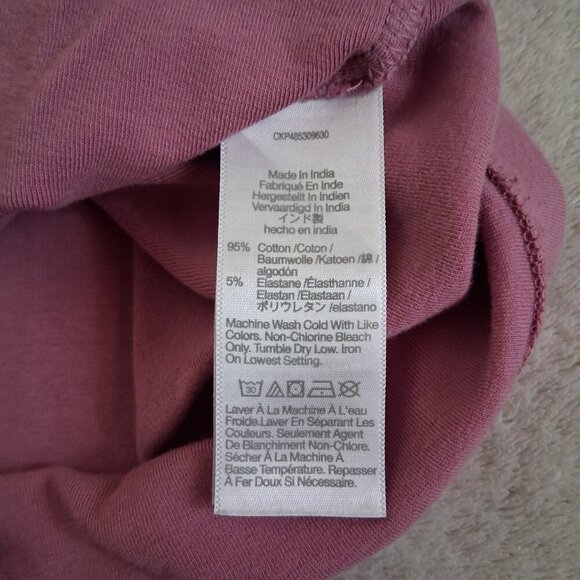 CKP485309630
Made In India
Fabriqué En Inde
Hergestellt In Indien
Vervaardigd In India
インド製
hecho en india
95% Cotton /Coton /
Baumwolle /Katoen /綿 /
algodón
5% Elastane /Élasthanne /
Elastan /Elastaan /
ポリウレタン /elastano
Machine Wash Cold With Like
Colors. Non-Chlorine Bleach
Only. Tumble Dry Low. Iron
On Lowest Setting.
30
Laver À La Machine À L'eau
Froide.Laver En Séparant Les
Couleurs. Seulement Agent
De Blanchiment Non-Chlore.
Sécher À La Machine À
Basse Température. Repasser
À Fer Doux Si Nécessaire.